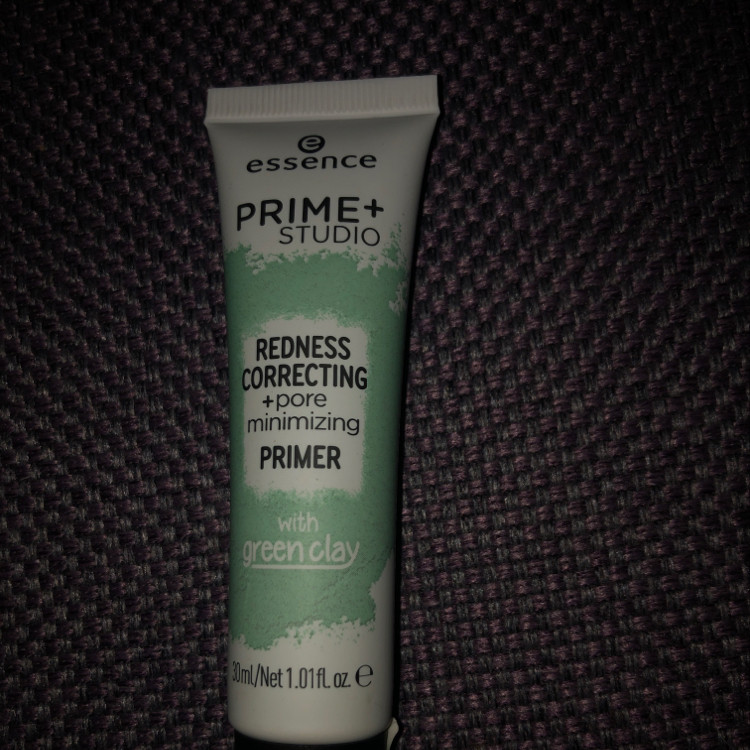 essence
PRIME+
STUDIO
REDNESS
CORRECTING
+pore
minimizing
PRIMER
with
green clay
30ml/Net 1.01fl. oz. e